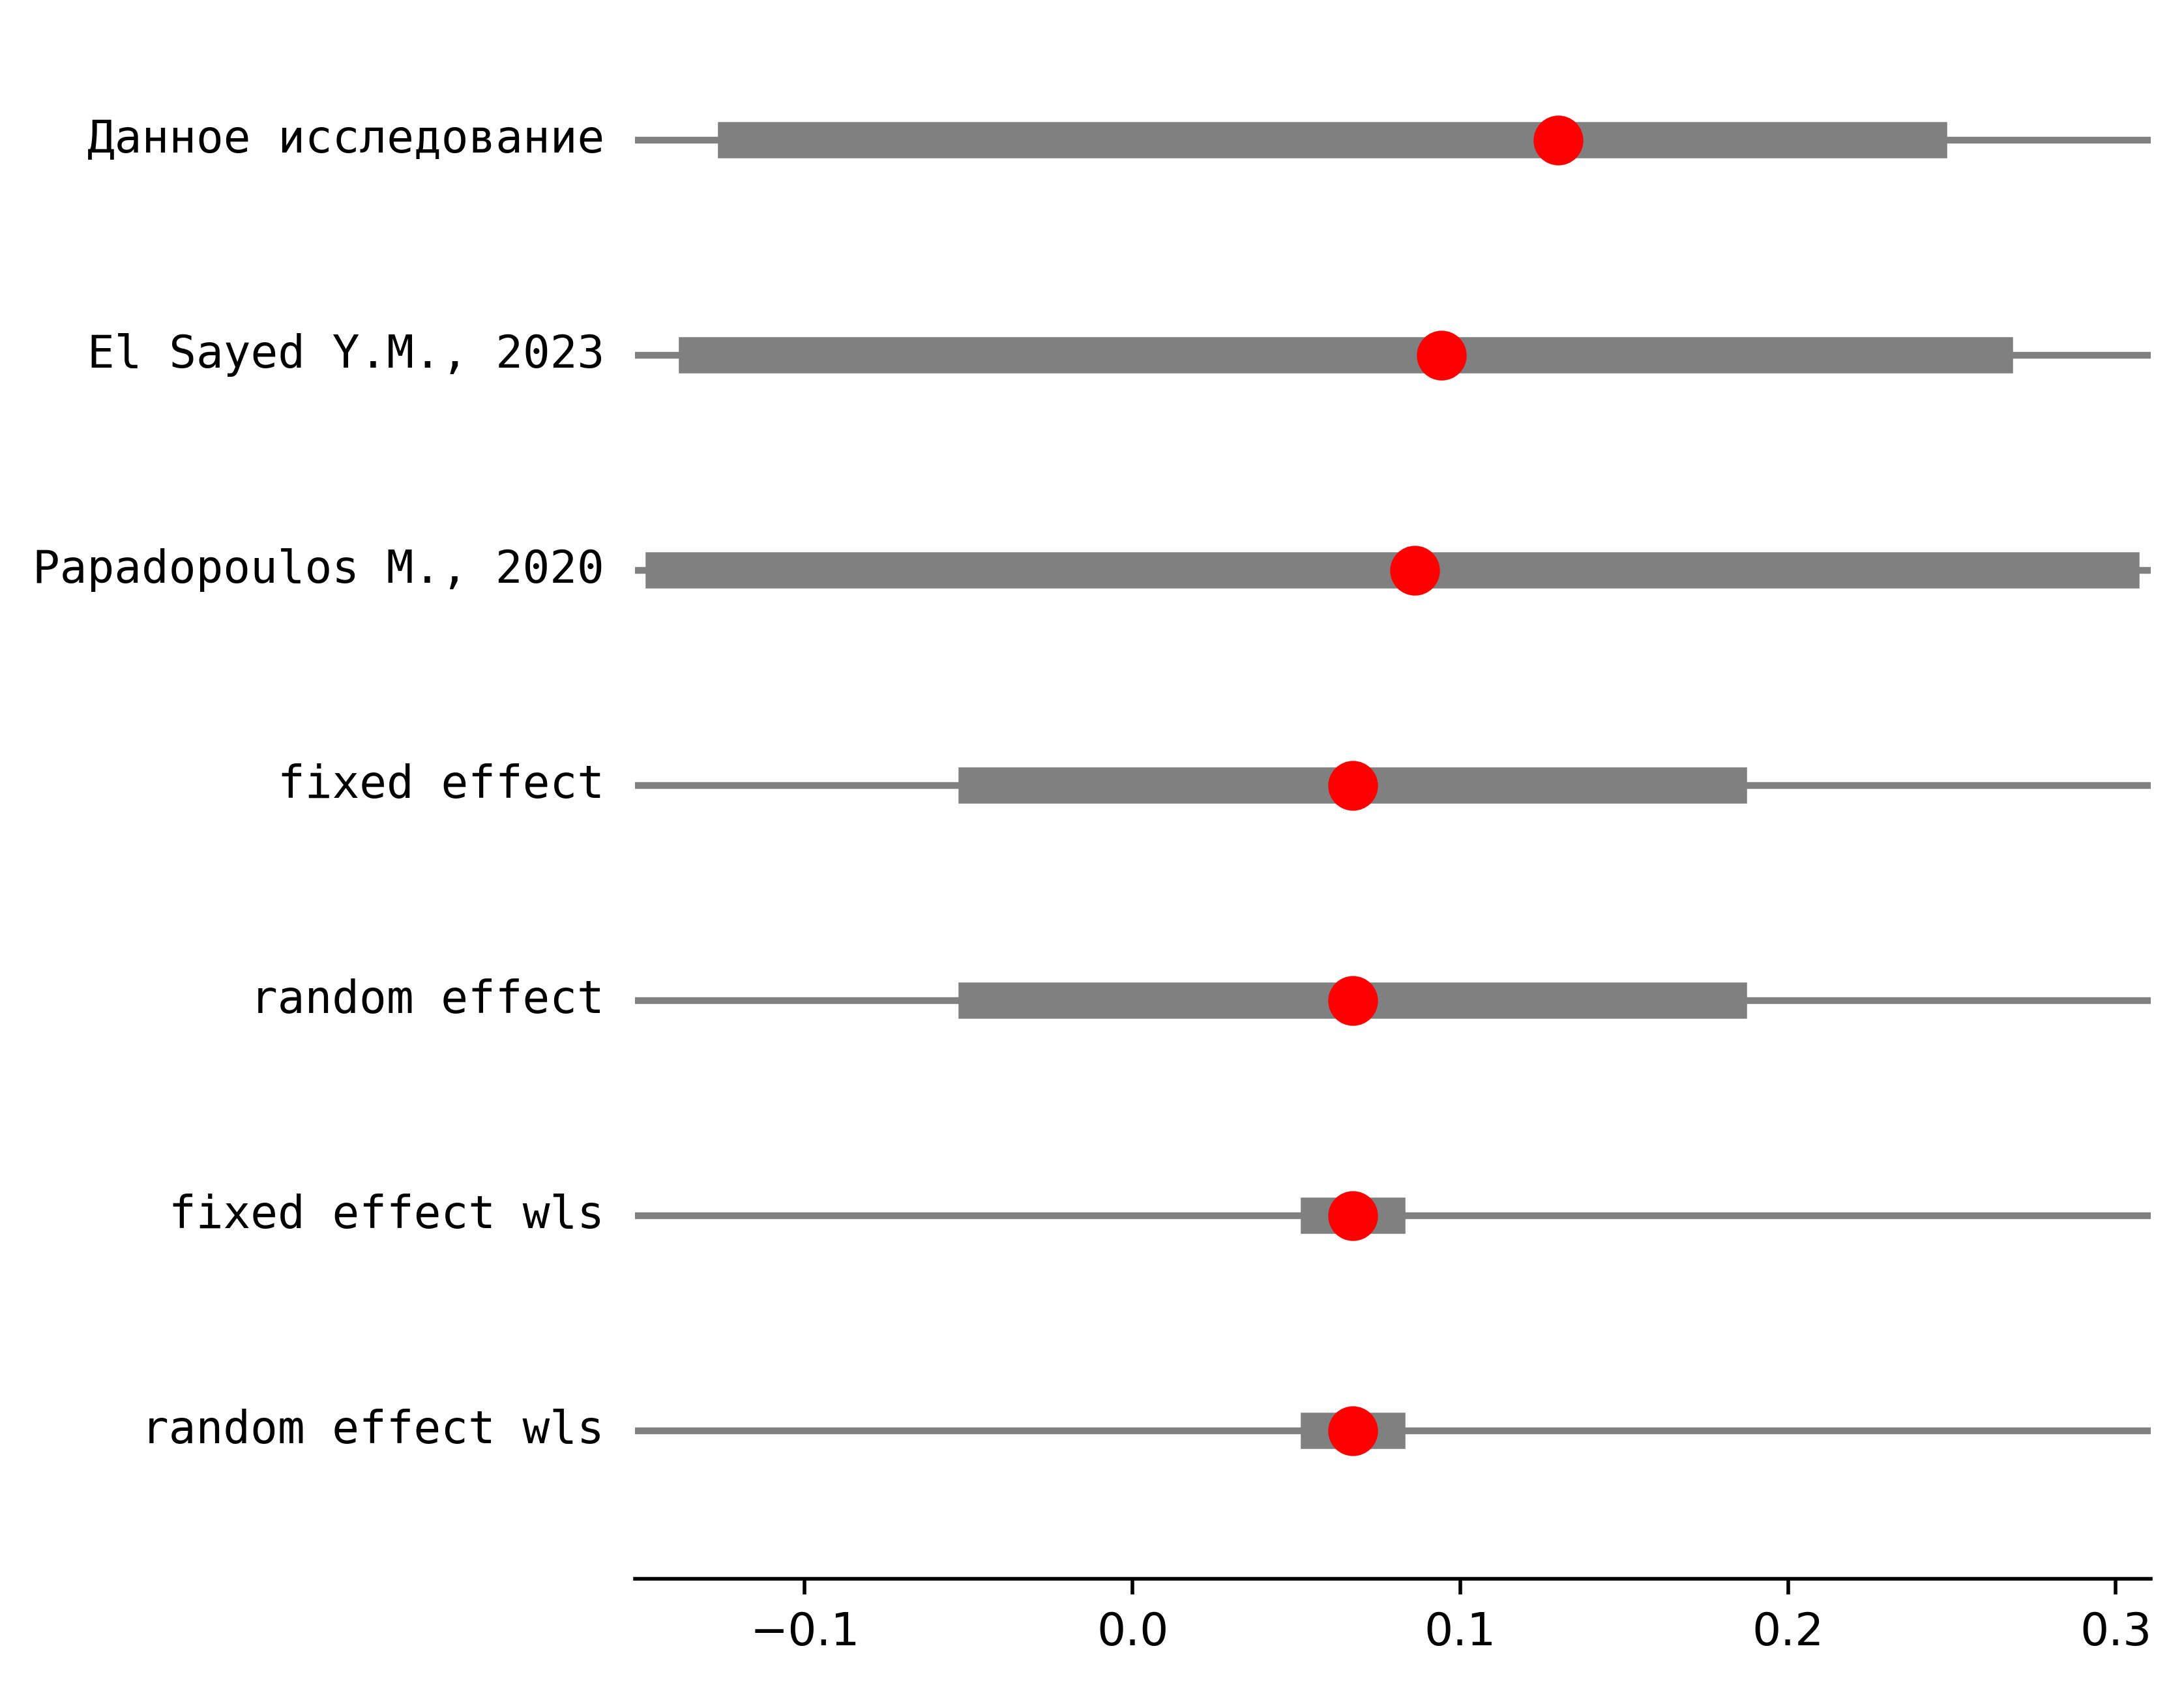 Данное исследование
El Sayed Y.M., 2023
Papadopoulos M., 2020
fixed effect
random effect
fixed effect wls
random effect wls
−0.1 0.0 0.1 0.2 0.3